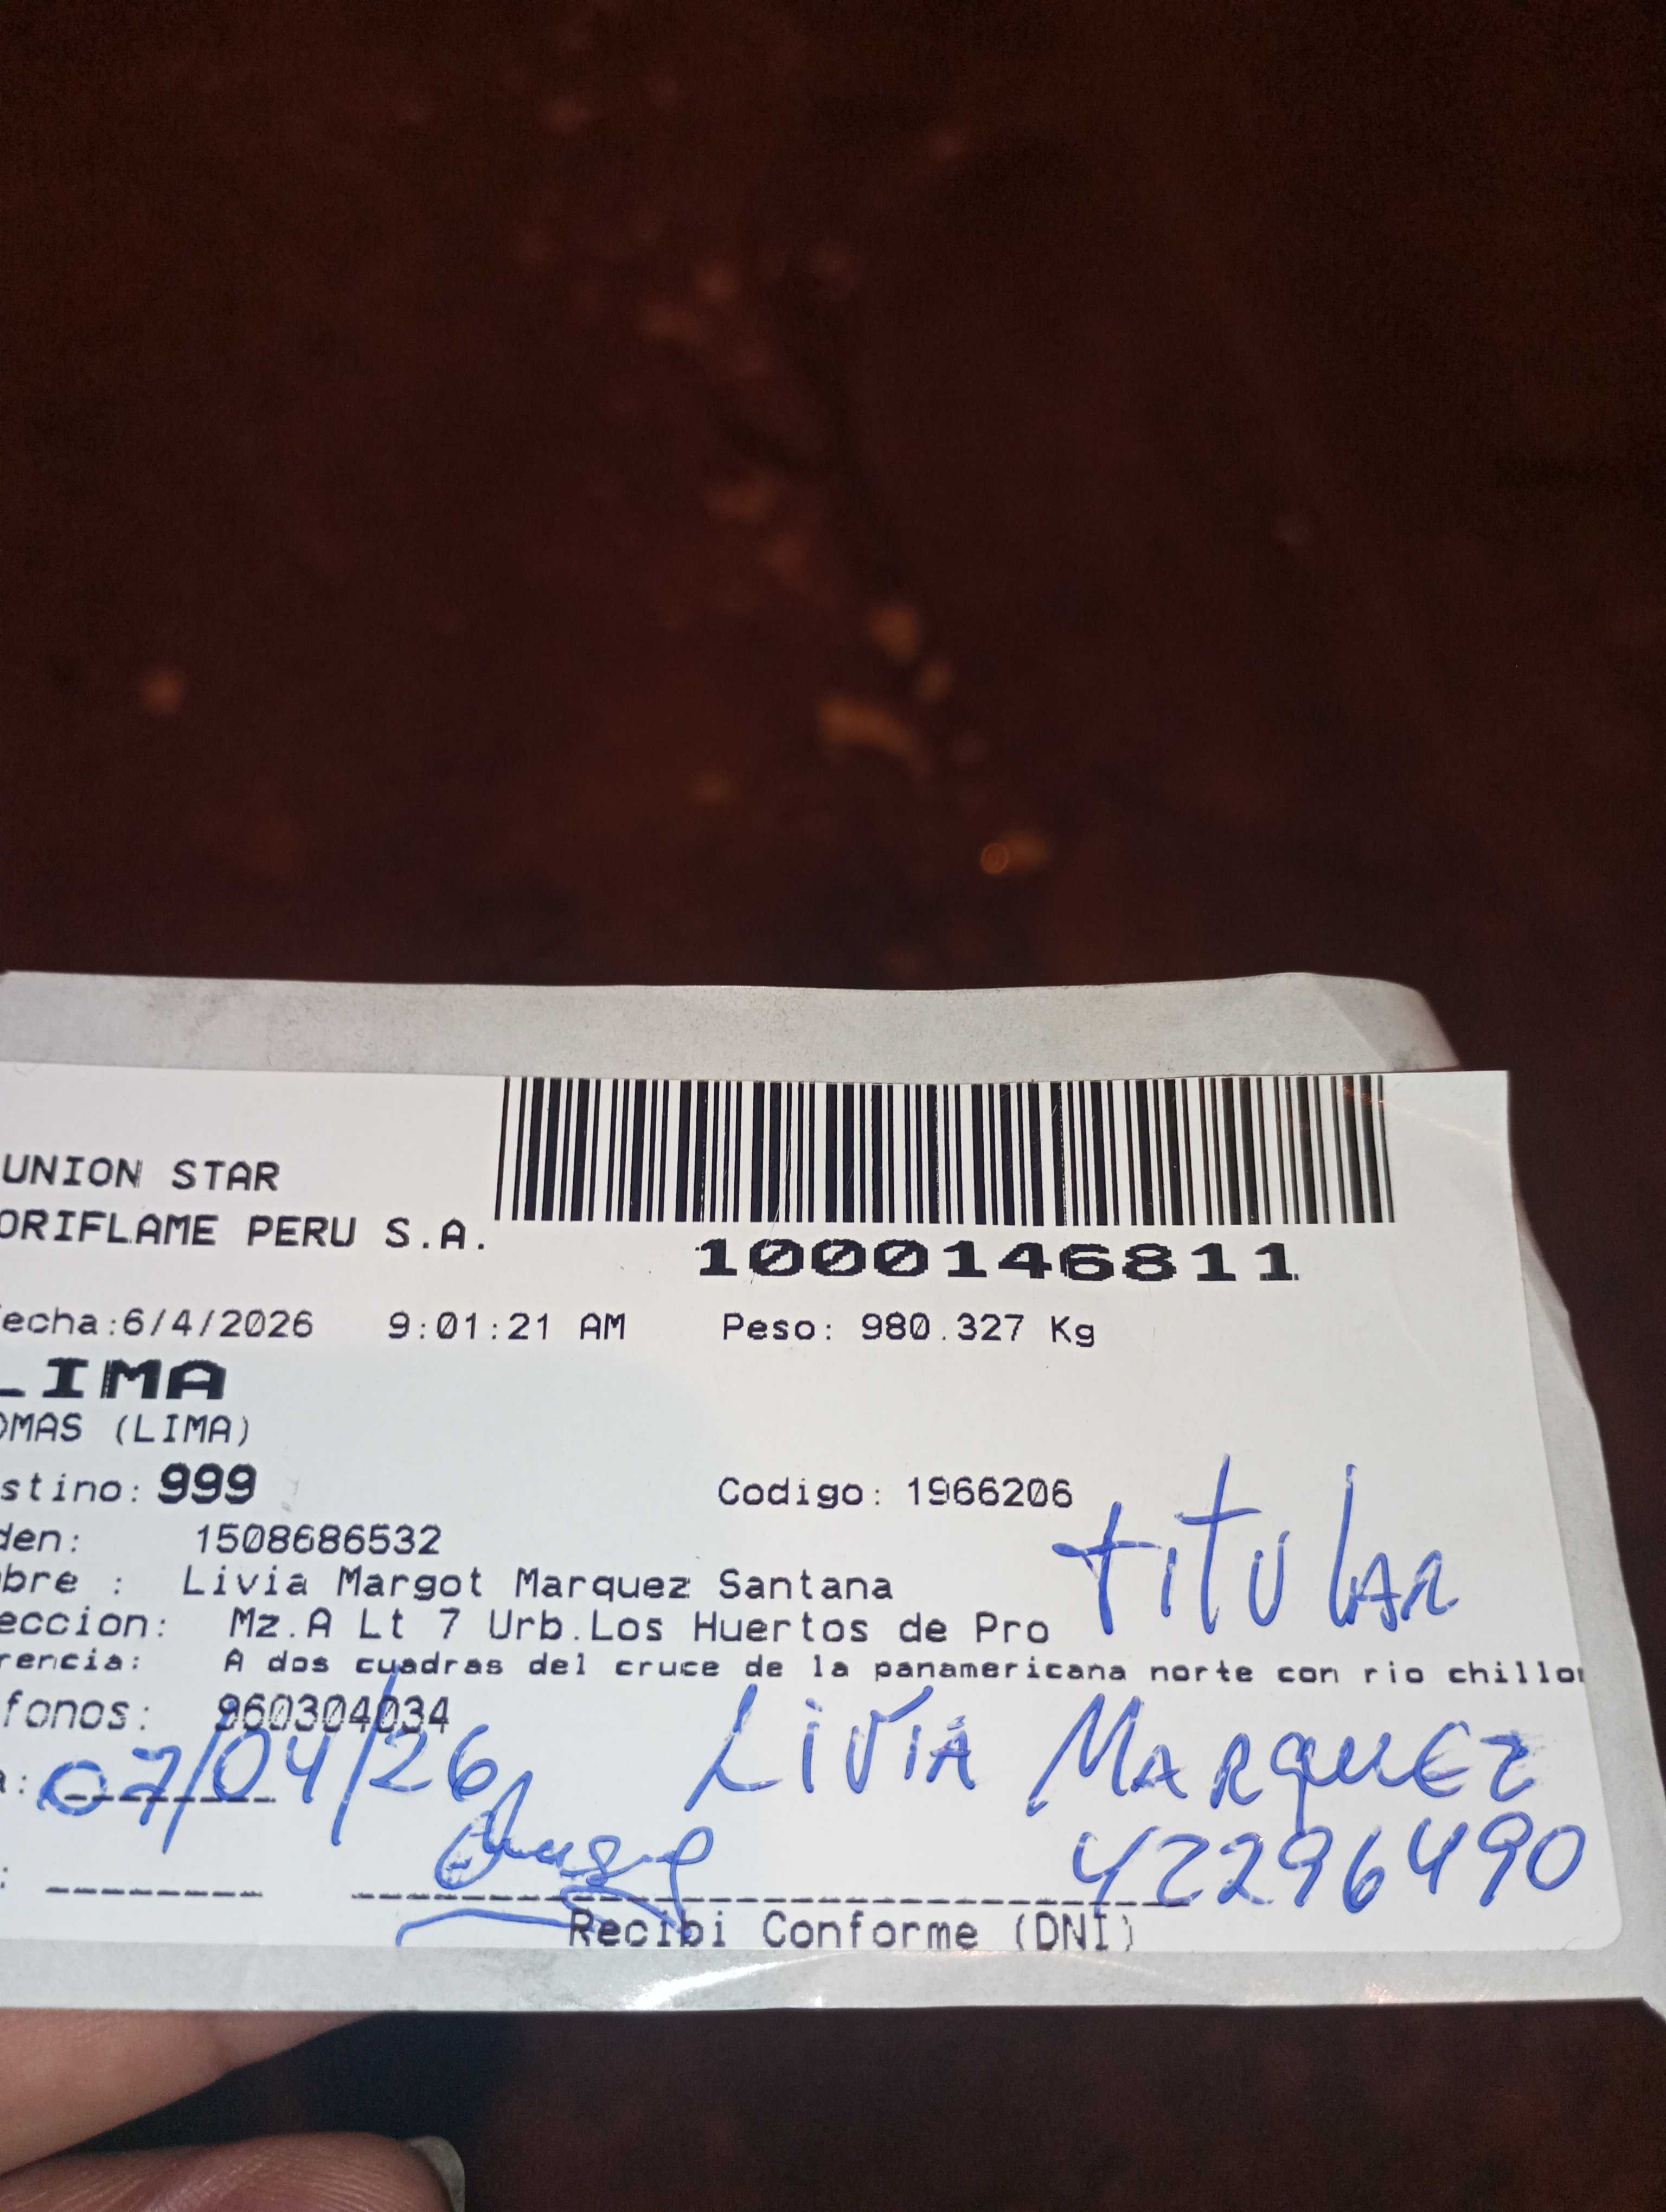 UNION STAR
ORIFLAME PERU S.A.
1000146811
echa:6/4/2026 9:01:21 AM Peso: 980.327 Kg
LIMA
OMAS (LIMA)
stino: 999 Codigo: 1966206
den: 1508686532
tituLAR
bre : Livia Margot Marquez Santana
eccion: Mz.A Lt 7 Urb.Los Huertos de Pro
rencia: A dos cuadras del cruce de la panamericana norte con rio chillo
fonos: 960304034
a: 07/04/26 LiViA MARquEz
42296490
Recibi Conforme (DNI)